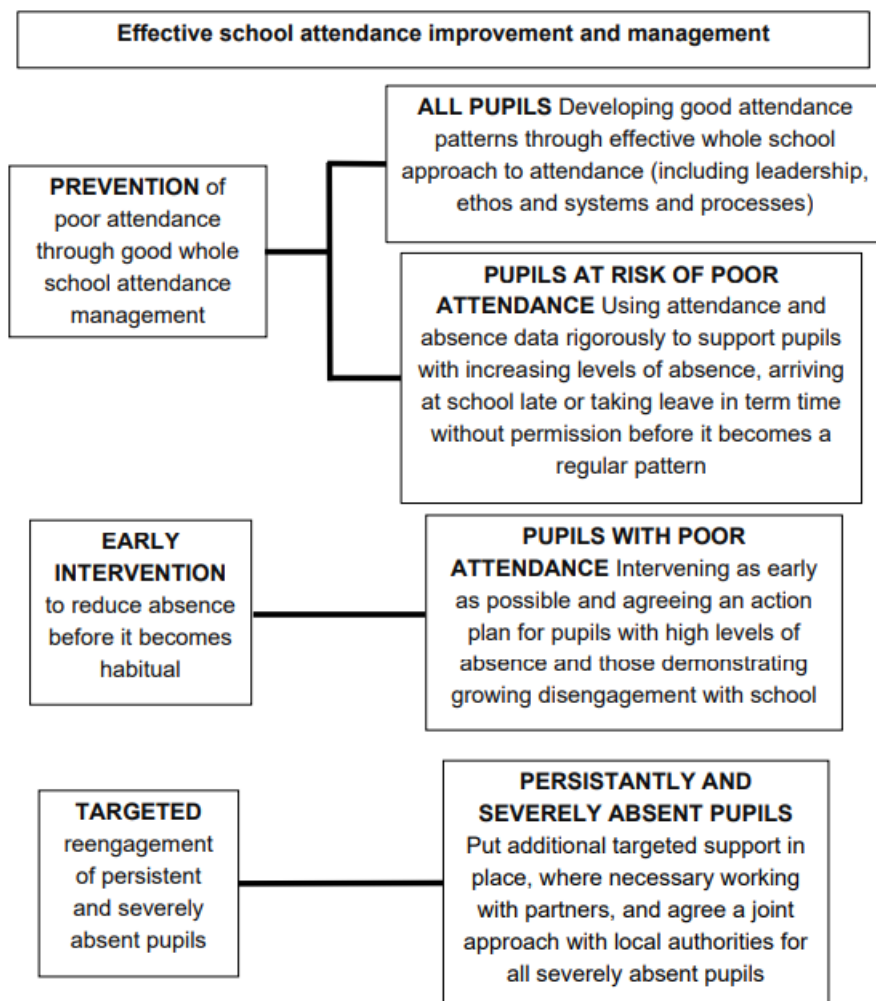 Effective school attendance improvement and management
ALL PUPILS Developing good attendance
patterns through effective whole school
approach to attendance (including leadership,
ethos and systems and processes)
PREVENTION of
poor attendance
through good whole
school attendance
management
PUPILS AT RISK OF POOR
ATTENDANCE Using attendance and
absence data rigorously to support pupils
with increasing levels of absence, arriving
at school late or taking leave in term time
without permission before it becomes a
regular pattern
EARLY
INTERVENTION
to reduce absence
before it becomes
habitual
PUPILS WITH POOR
ATTENDANCE Intervening as early
as possible and agreeing an action
plan for pupils with high levels of
absence and those demonstrating
growing disengagement with school
TARGETED
reengagement
of persistent
and severely
absent pupils
PERSISTANTLY AND
SEVERELY ABSENT PUPILS
Put additional targeted support in
place, where necessary working
with partners, and agree a joint
approach with local authorities for
all severely absent pupils